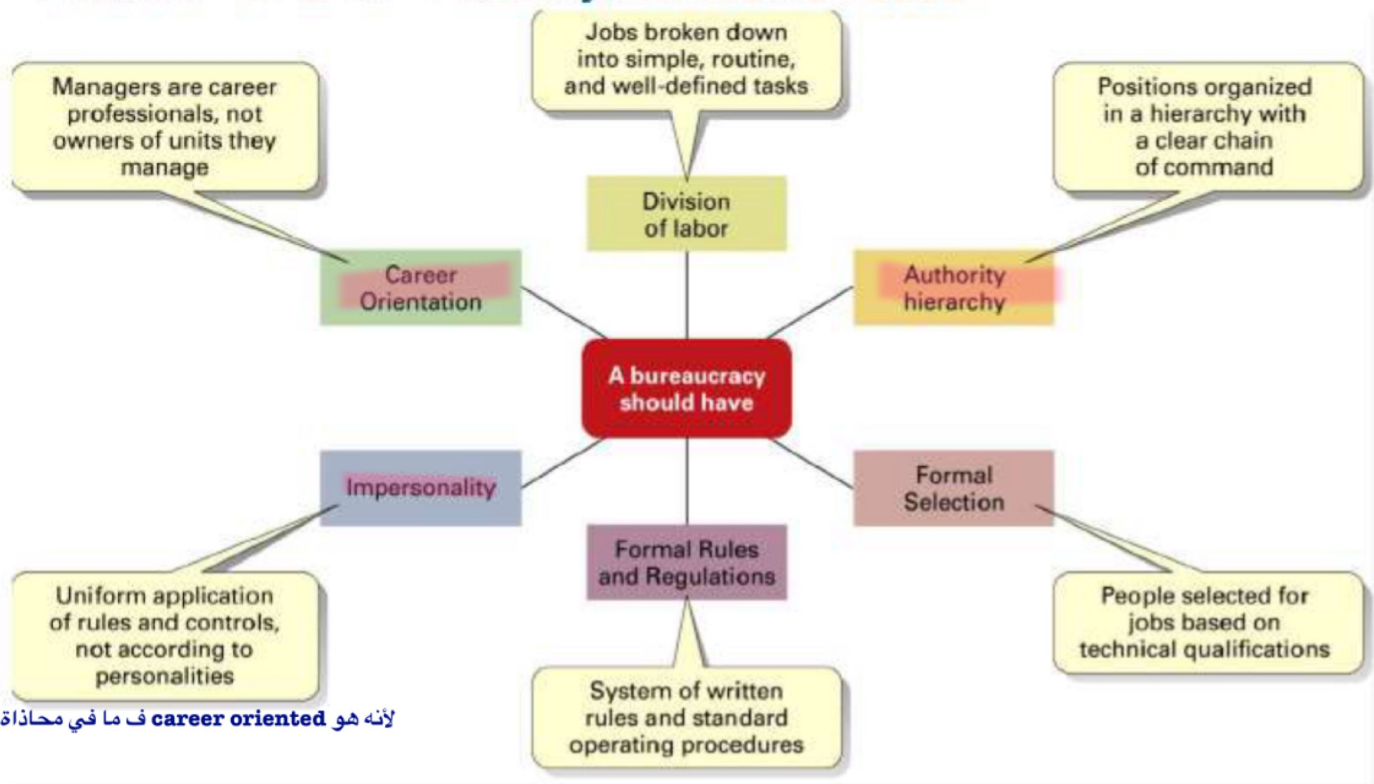 Jobs broken down
into simple, routine,
and well-defined tasks
Managers are career
professionals, not
owners of units they
manage
Positions organized
in a hierarchy with
a clear chain
of command
Division
of labor
Career
Orientation
Authority
hierarchy
A bureaucracy
should have
Impersonality
Formal
Selection
Formal Rules
and Regulations
Uniform application
of rules and controls,
not according to
personalities
People selected for
jobs based on
technical qualifications
System of written
rules and standard
operating procedures
لأنه هو career oriented ف ما في محاذاة